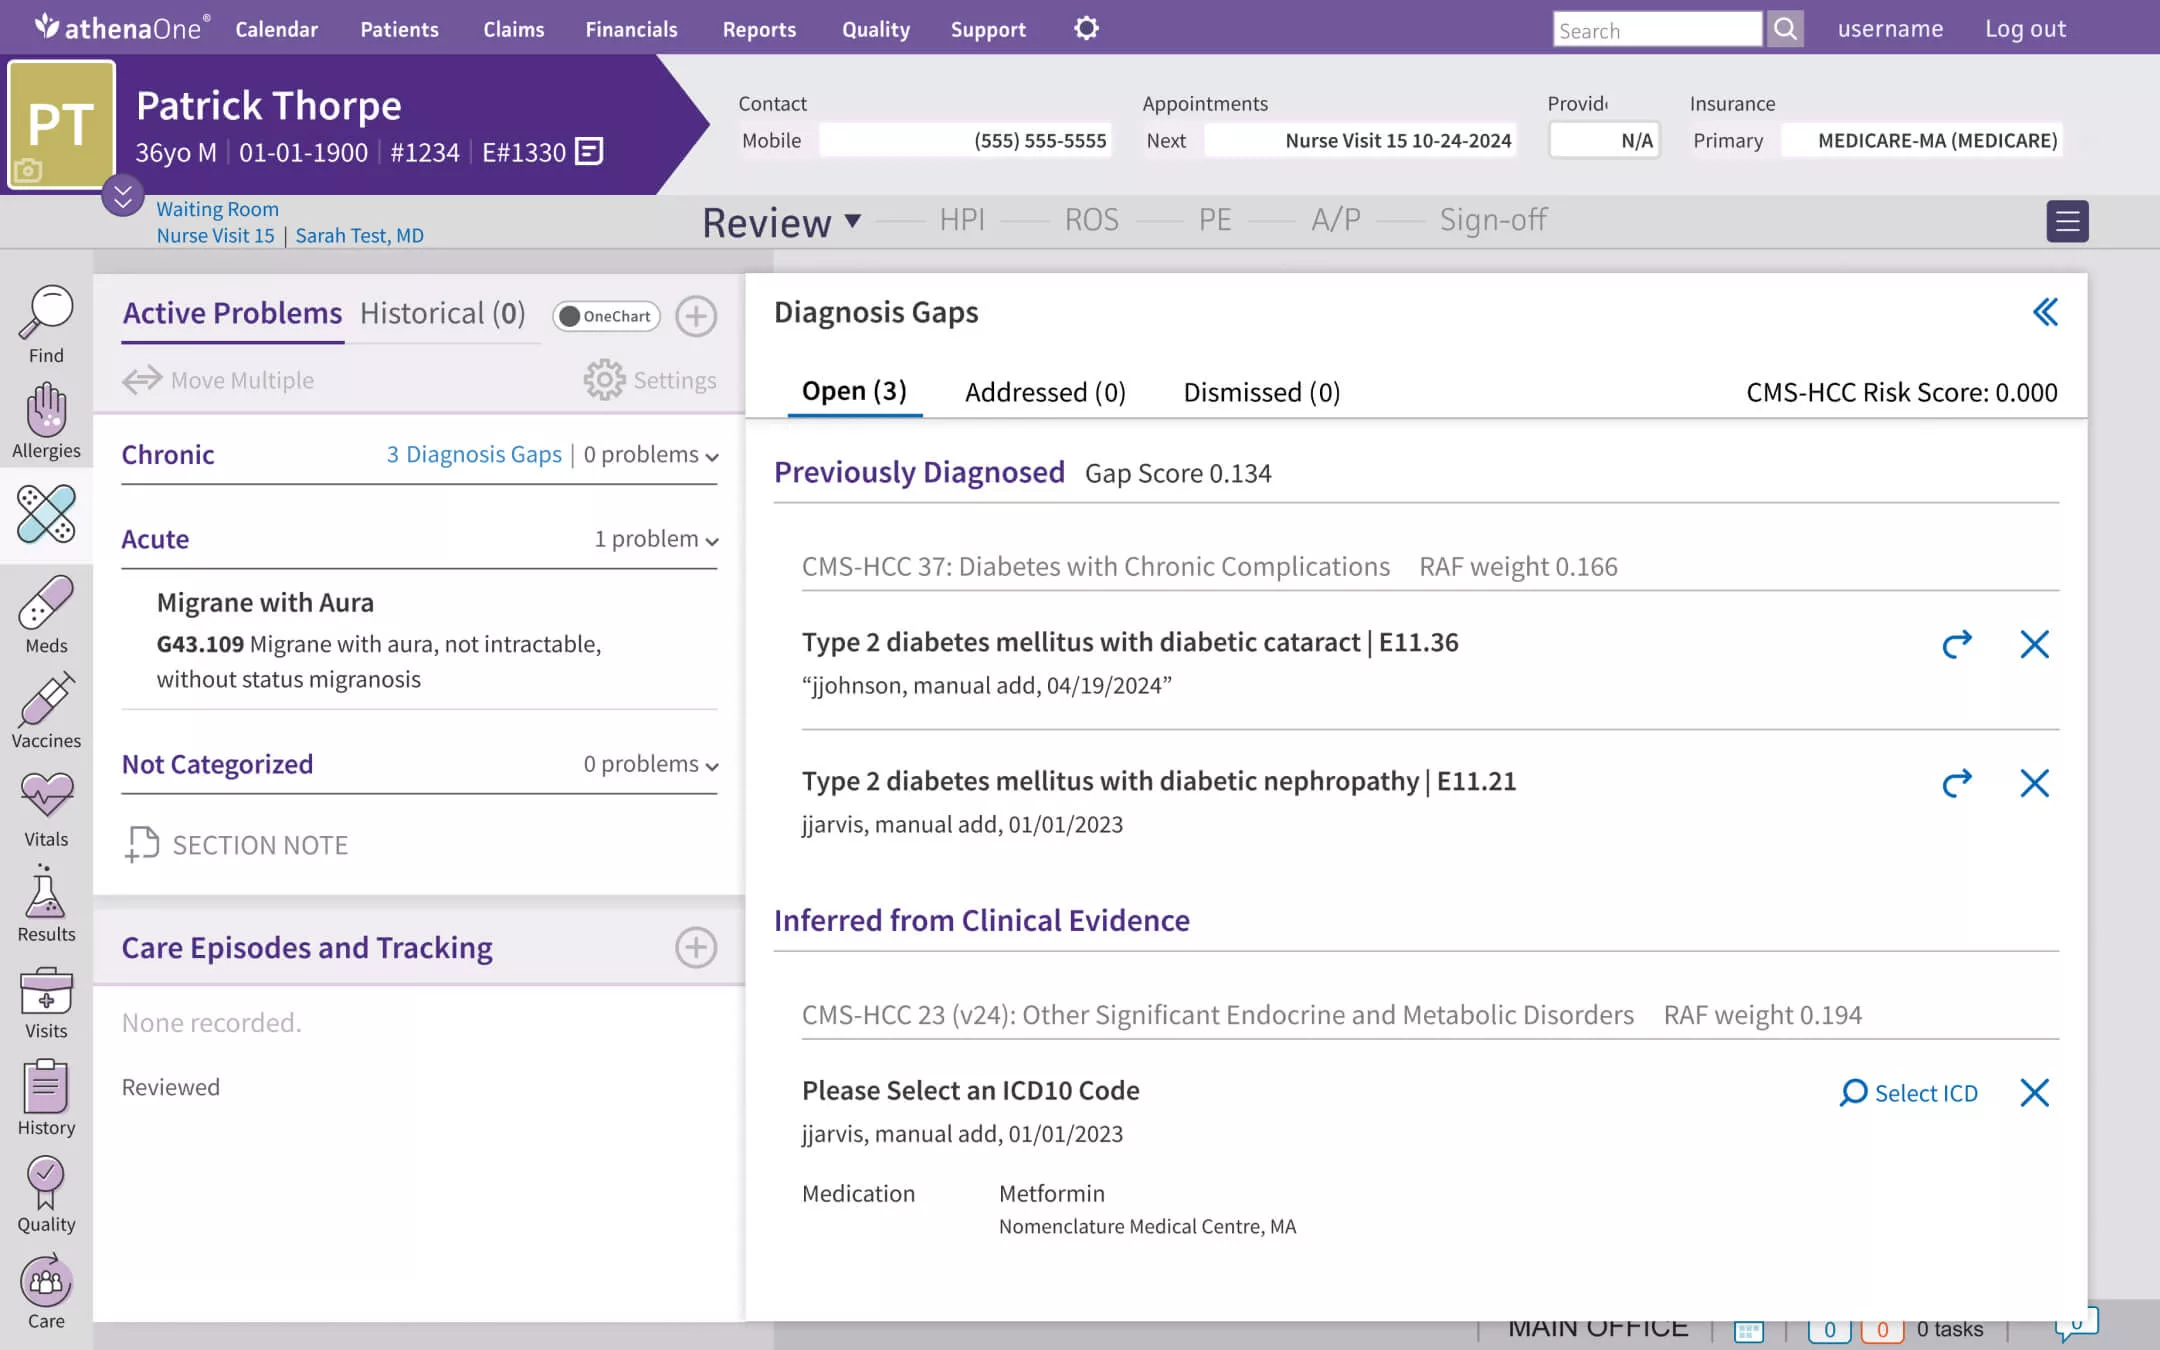 athenaOne® Calendar Patients Claims Financials Reports Quality Support Search username Log out
PT
Patrick Thorpe
36yo M 01-01-1900 #1234 E#1330
Contact
Mobile (555) 555-5555
Appointments
Next Nurse Visit 15 10-24-2024
Provid
N/A
Insurance
Primary MEDICARE-MA (MEDICARE)
Waiting Room
Nurse Visit 15 | Sarah Test, MD
Review HPI ROS PE A/P Sign-off
Find
Allergies
Meds
Vaccines
Vitals
Results
Visits
History
Quality
Care
Active Problems Historical (0) OneChart
Move Multiple Settings
Chronic 3 Diagnosis Gaps | 0 problems
Acute 1 problem
Migrane with Aura
G43.109 Migrane with aura, not intractable,
without status migranosis
Not Categorized 0 problems
SECTION NOTE
Care Episodes and Tracking
None recorded.
Reviewed
Diagnosis Gaps
Open (3) Addressed (0) Dismissed (0) CMS-HCC Risk Score: 0.000
Previously Diagnosed Gap Score 0.134
CMS-HCC 37: Diabetes with Chronic Complications RAF weight 0.166
Type 2 diabetes mellitus with diabetic cataract | E11.36
“jjohnson, manual add, 04/19/2024”
Type 2 diabetes mellitus with diabetic nephropathy | E11.21
jjarvis, manual add, 01/01/2023
Inferred from Clinical Evidence
CMS-HCC 23 (v24): Other Significant Endocrine and Metabolic Disorders RAF weight 0.194
Please Select an ICD10 Code Select ICD
jjarvis, manual add, 01/01/2023
Medication Metformin
Nomenclature Medical Centre, MA
MAIN OFFICE 0 0 0 tasks 0